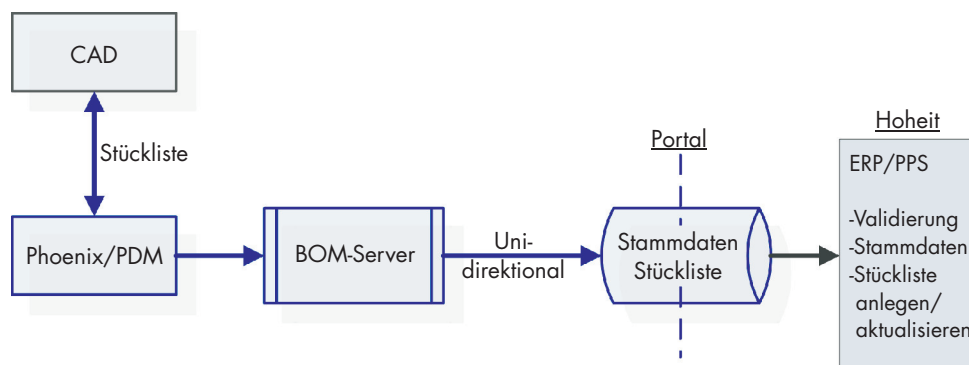 CAD
Stückliste
Phoenix/PDM
BOM-Server
Uni-
direktional
Portal
Stammdaten
Stückliste
Hoheit
ERP/PPS
-Validierung
-Stammdaten
-Stückliste
anlegen/
aktualisieren